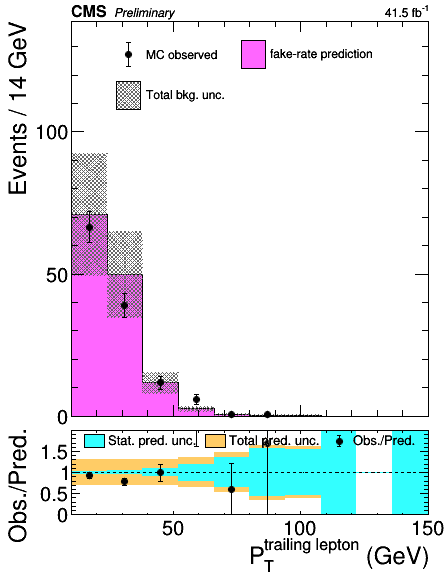 CMS Preliminary 41.5 fb⁻¹
Events / 14 GeV
MC observed
fake-rate prediction
Total bkg. unc.
100
50
0
Obs./Pred.
Stat. pred. unc.
Total pred. unc.
Obs./Pred.
1.5
1
0.5
0
50 100 150
P_T^trailing lepton (GeV)